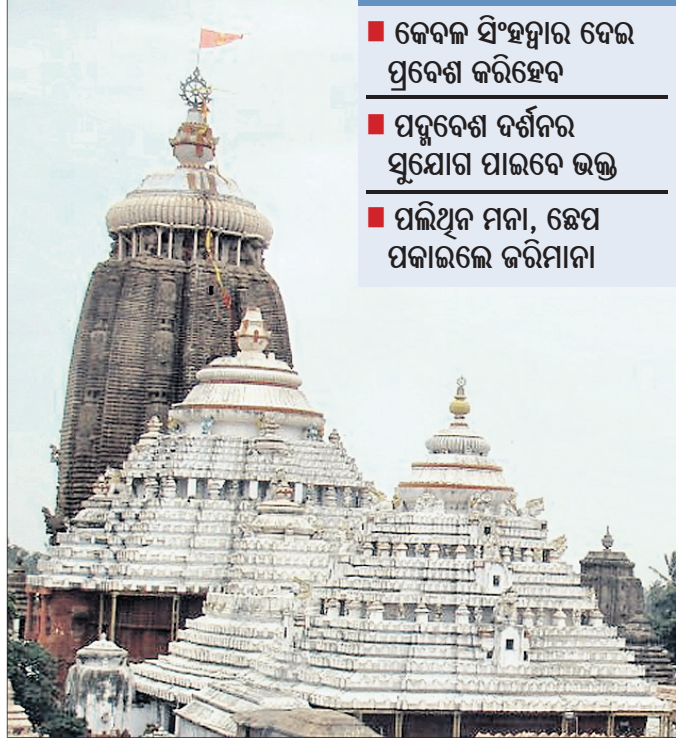 କେବଳ ସିଂହଦ୍ୱାର ଦେଇ
ପ୍ରବେଶ କରିହେବ
ପଦ୍ମବେଶ ଦର୍ଶନର
ସୁଯୋଗ ପାଇବେ ଭକ୍ତ
ପଲିଥିନ ମନା, ଛେପ
ପକାଇଲେ ଜରିମାନା